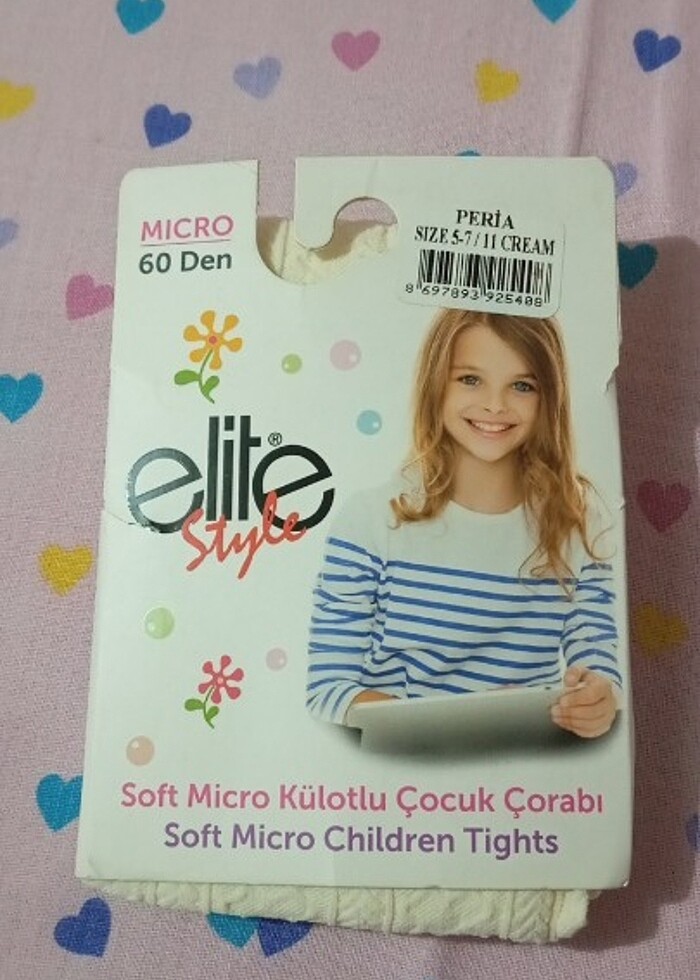 MICRO
60 Den
PERİA
SIZE 5-7 / 11 CREAM
8 697893 925408
elite®
Style
Soft Micro Külotlu Çocuk Çorabı
Soft Micro Children Tights